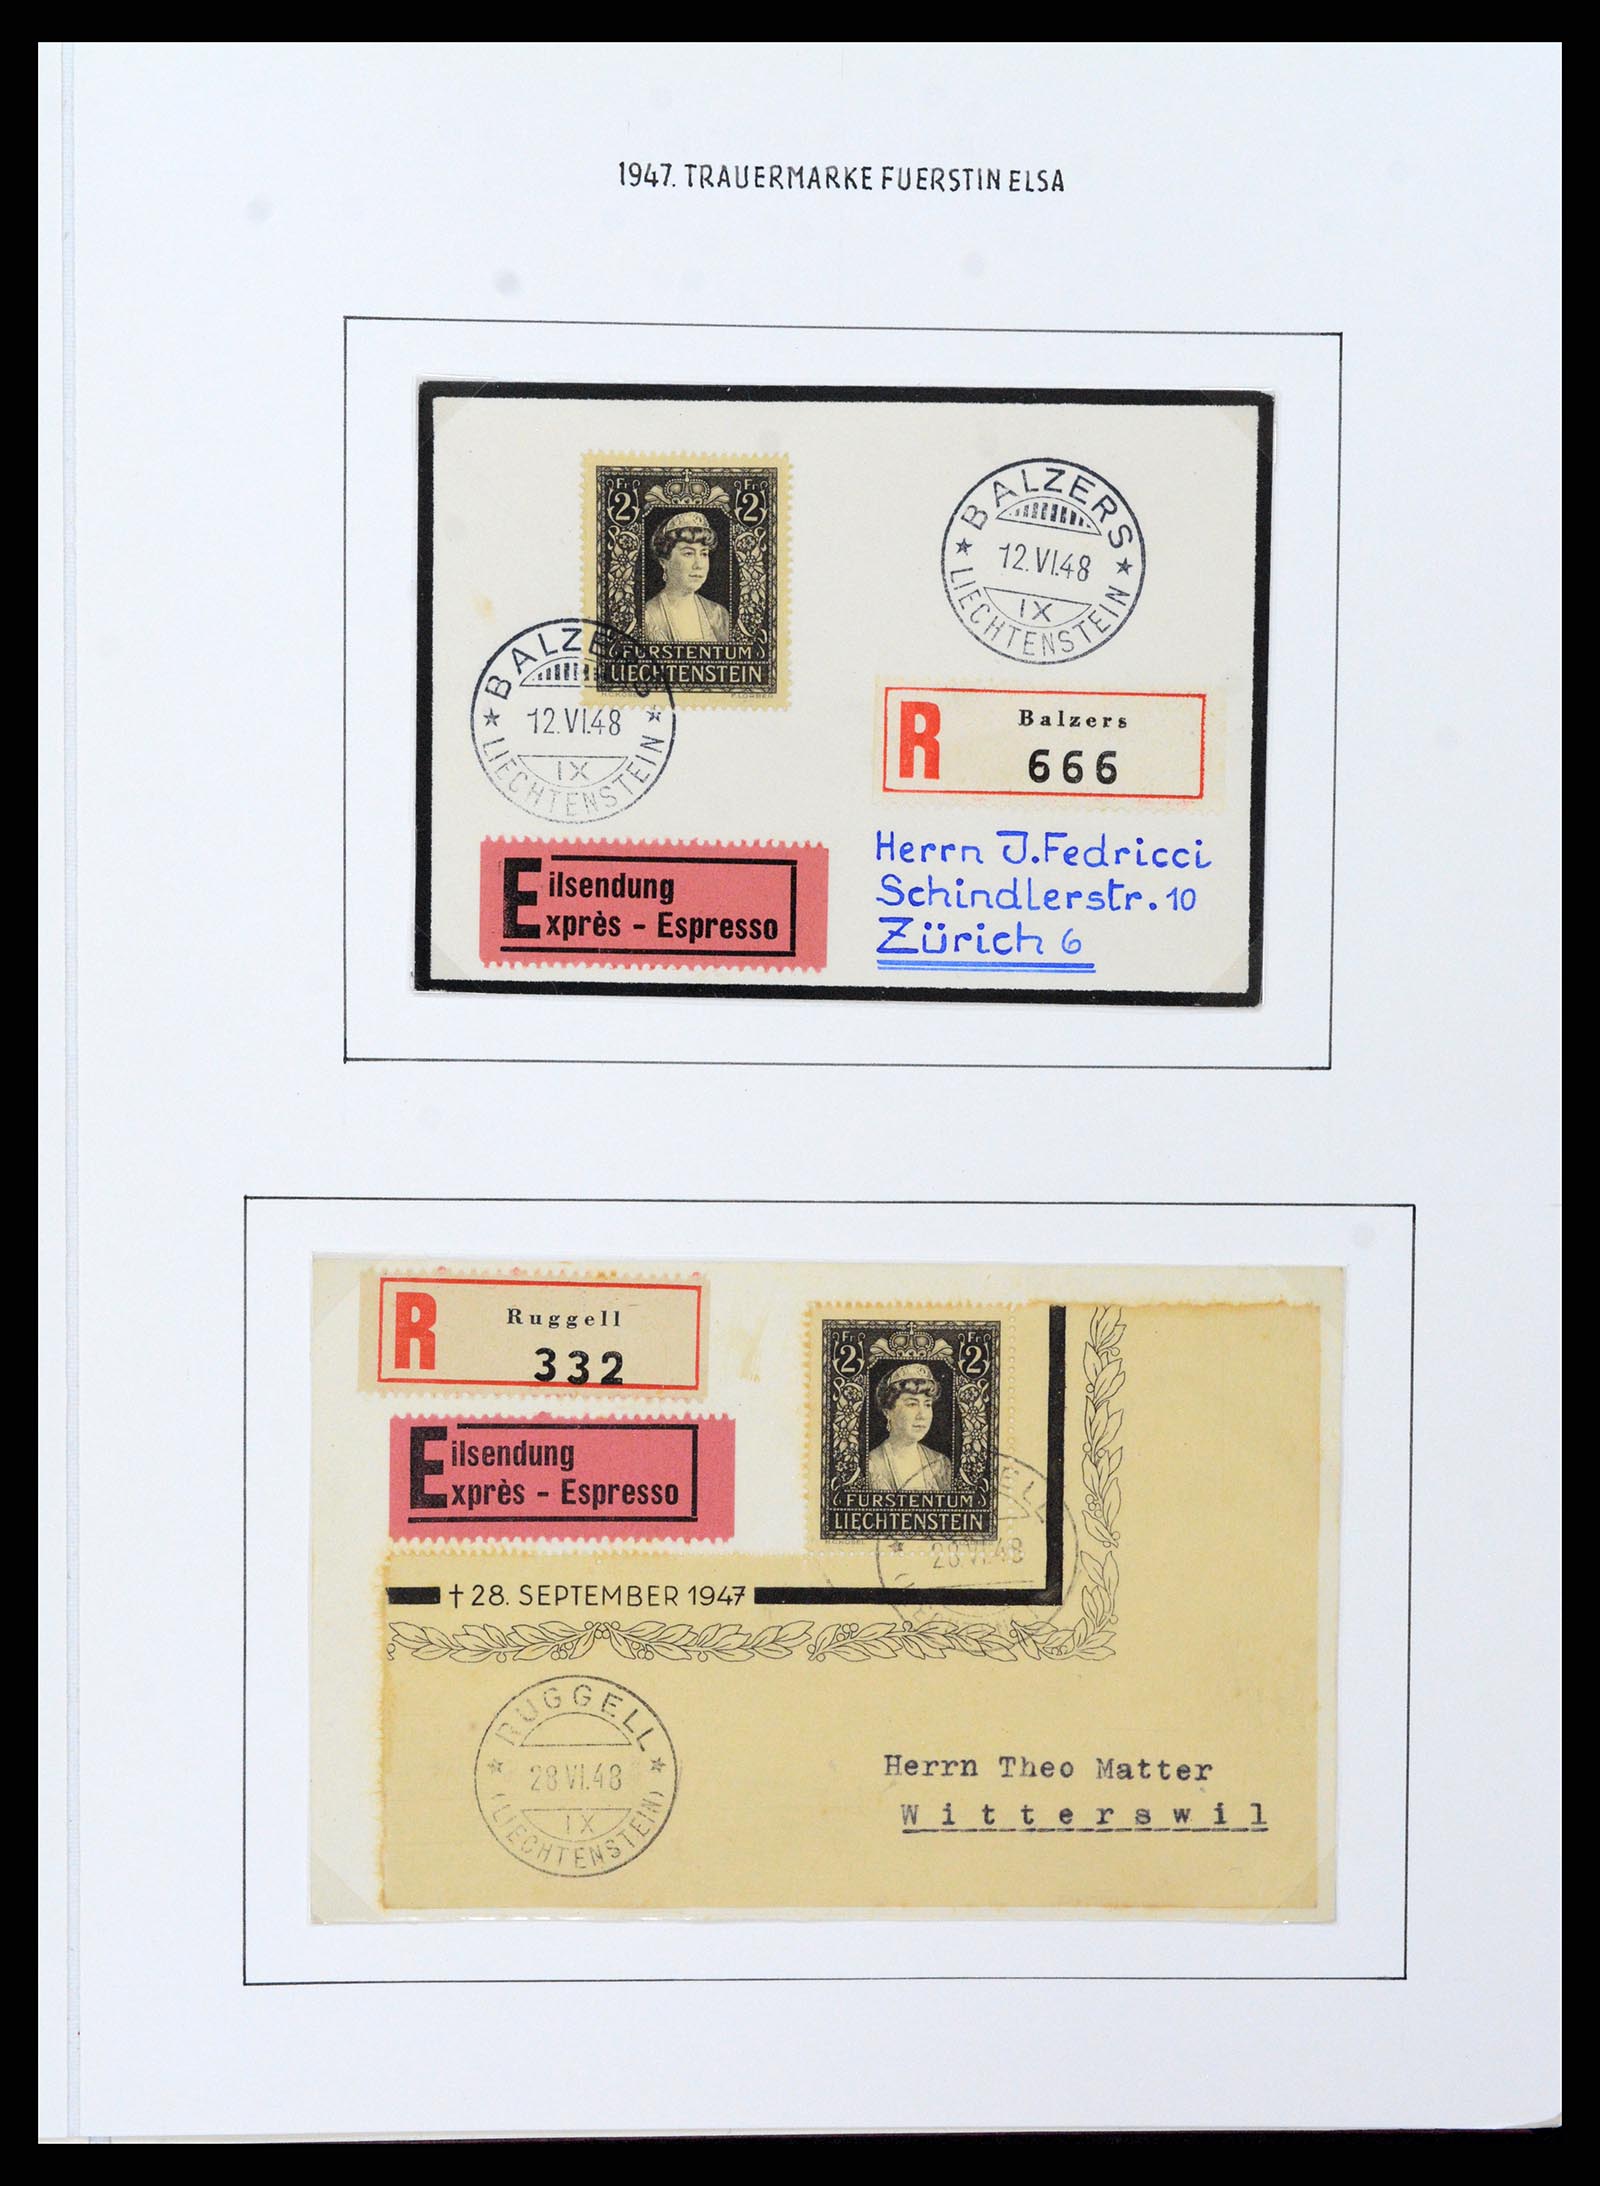 1947. TRAUERMARKE FUERSTIN ELSA
Fr. Fr.
2 2
FÜRSTENTUM
LIECHTENSTEIN
BALZERS
12.VI.48
IX
LIECHTENSTEIN
BALZERS
12.VI.48
IX
LIECHTENSTEIN
R Balzers
666
Eilsendung
Exprès - Espresso
Herrn J. Fedricci
Schindlerstr. 10
Zürich 6
R Ruggell
332
Eilsendung
Exprès - Espresso
Fr. Fr.
2 2
FÜRSTENTUM
LIECHTENSTEIN
28.VI.48
† 28. SEPTEMBER 1947
RUGGELL
28.VI.48
IX
(LIECHTENSTEIN)
Herrn Theo Matter
Witterswil